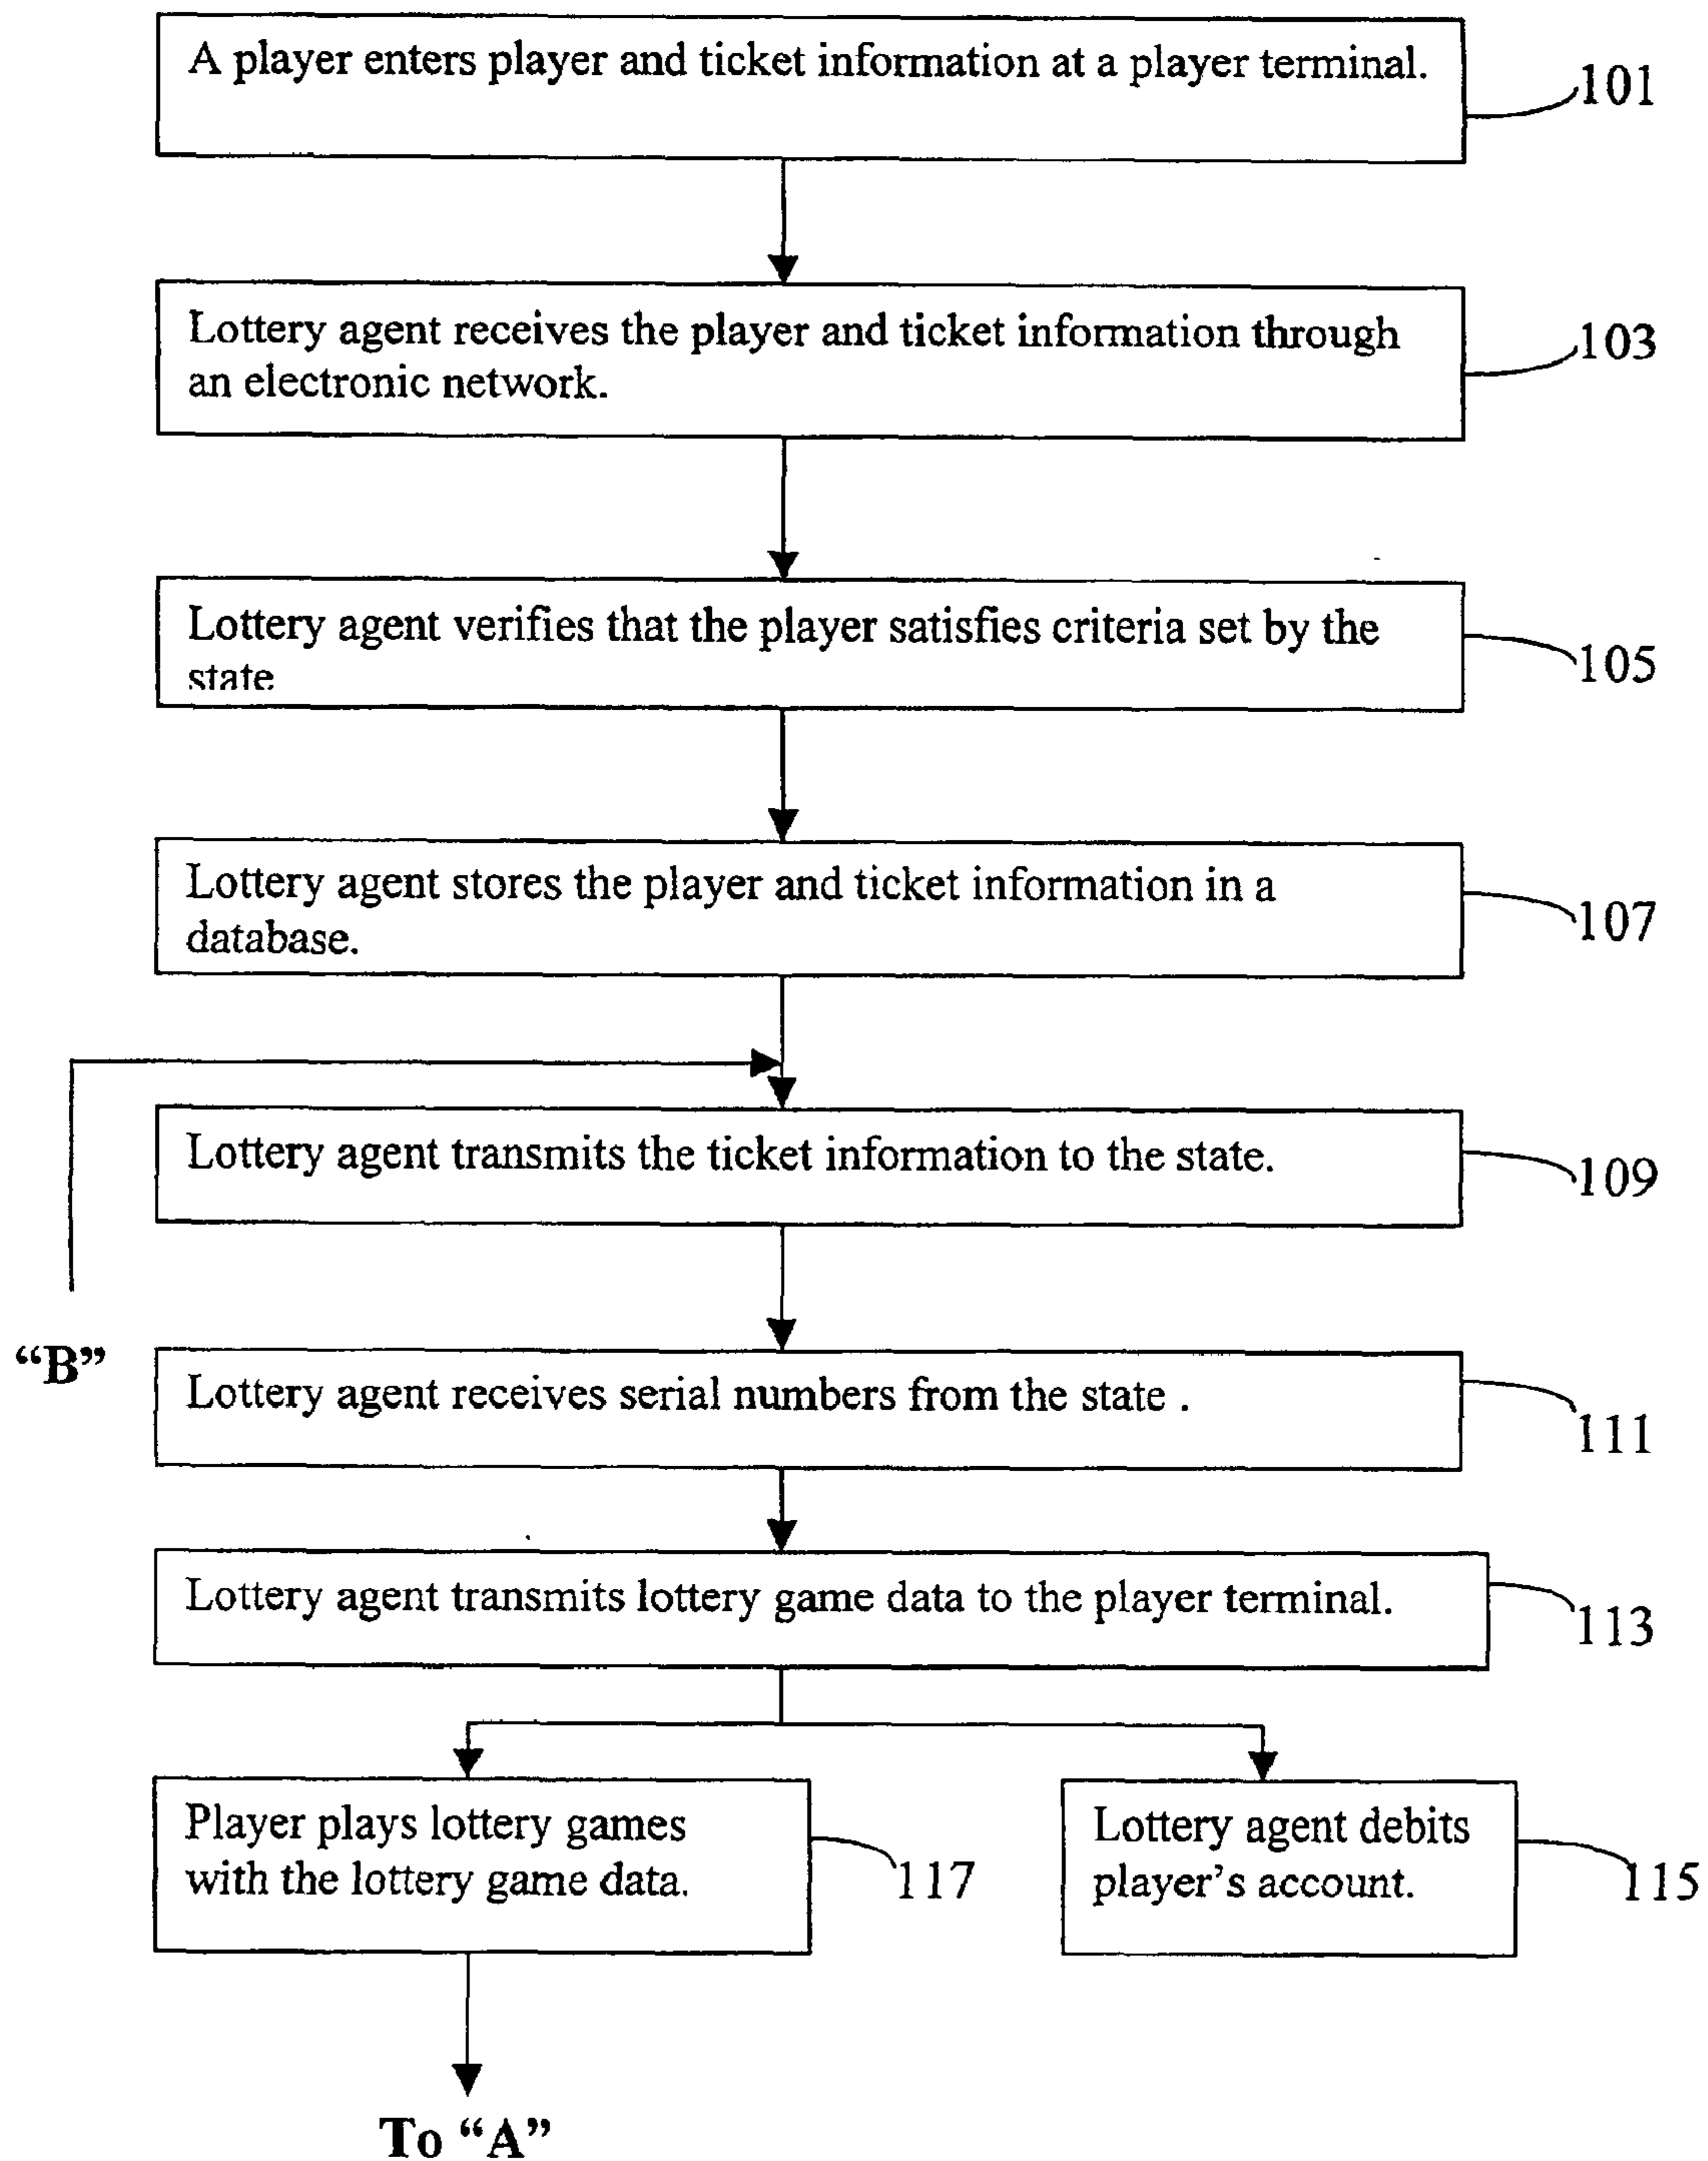 A player enters player and ticket information at a player terminal.
101
Lottery agent receives the player and ticket information through
an electronic network.
103
Lottery agent verifies that the player satisfies criteria set by the
state
105
Lottery agent stores the player and ticket information in a
database.
107
Lottery agent transmits the ticket information to the state.
109
“B”
Lottery agent receives serial numbers from the state .
111
Lottery agent transmits lottery game data to the player terminal.
113
Player plays lottery games
with the lottery game data.
117
Lottery agent debits
player’s account.
115
To “A”